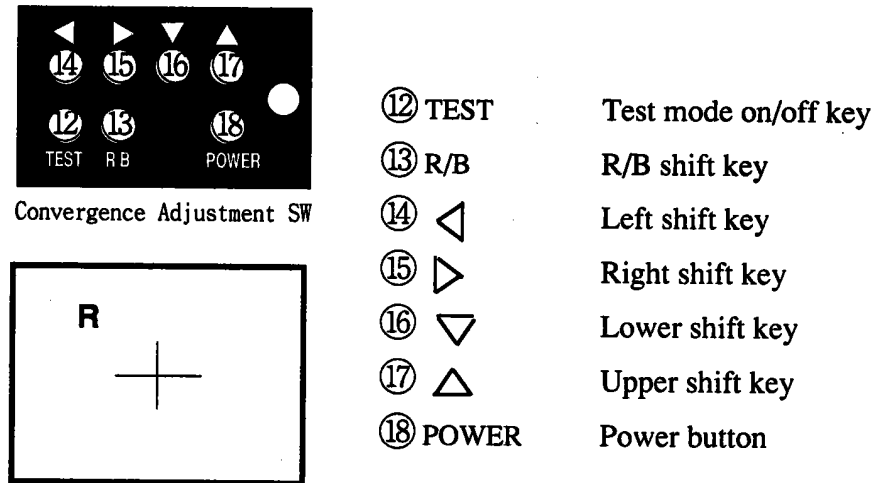 ◀ ▶ ▼ ▲
⑭ ⑮ ⑯ ⑰
⑫ ⑬ ⑱
TEST R B POWER
Convergence Adjustment SW
R
⑫ TEST Test mode on/off key
⑬ R/B R/B shift key
⑭ ◁ Left shift key
⑮ ▷ Right shift key
⑯ ▽ Lower shift key
⑰ △ Upper shift key
⑱ POWER Power button